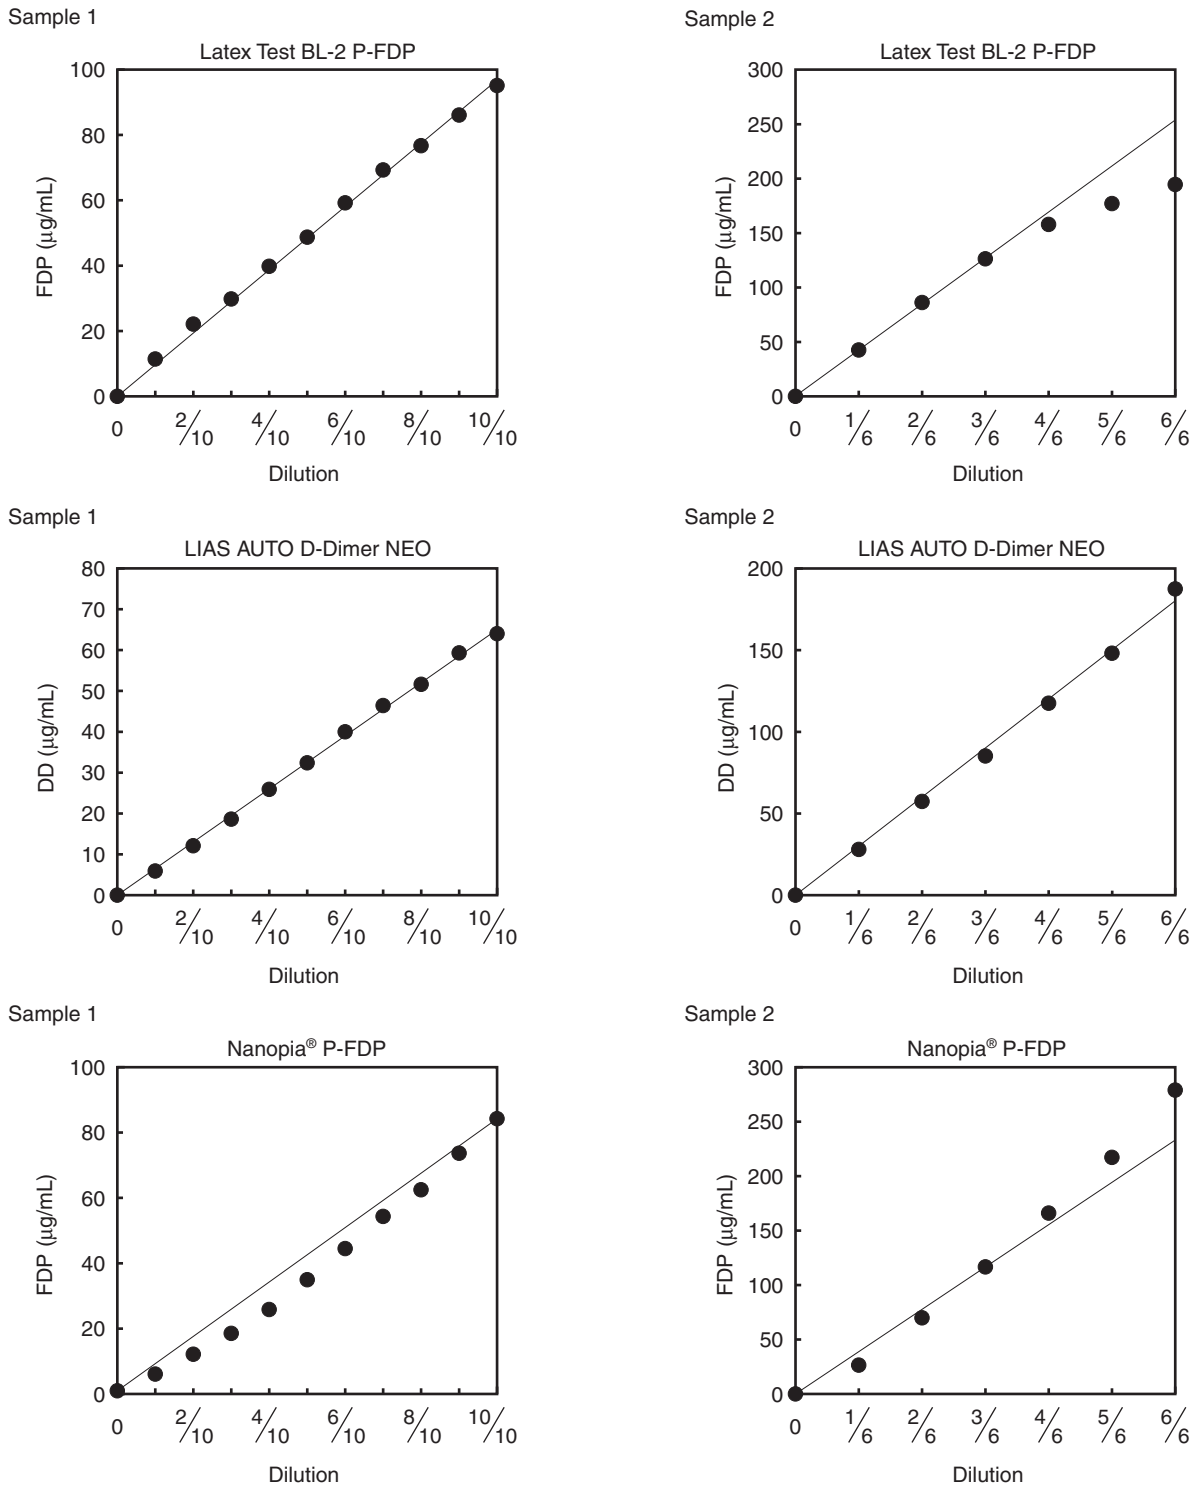 Sample 1
Latex Test BL-2 P-FDP
100
80
60
40
20
0
FDP (μg/mL)
0 2/10 4/10 6/10 8/10 10/10
Dilution
Sample 2
Latex Test BL-2 P-FDP
300
250
200
150
100
50
0
FDP (μg/mL)
0 1/6 2/6 3/6 4/6 5/6 6/6
Dilution
Sample 1
LIAS AUTO D-Dimer NEO
80
70
60
50
40
30
20
10
0
DD (μg/mL)
0 2/10 4/10 6/10 8/10 10/10
Dilution
Sample 2
LIAS AUTO D-Dimer NEO
200
150
100
50
0
DD (μg/mL)
0 1/6 2/6 3/6 4/6 5/6 6/6
Dilution
Sample 1
Nanopia® P-FDP
100
80
60
40
20
0
FDP (μg/mL)
0 2/10 4/10 6/10 8/10 10/10
Dilution
Sample 2
Nanopia® P-FDP
300
250
200
150
100
50
0
FDP (μg/mL)
0 1/6 2/6 3/6 4/6 5/6 6/6
Dilution